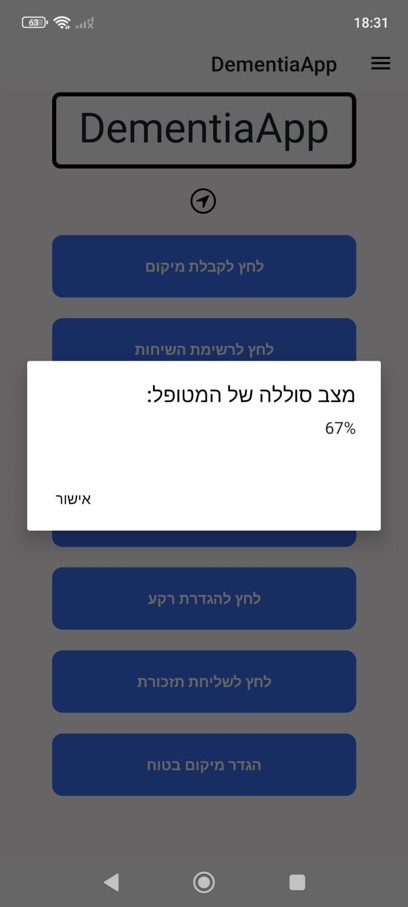 63
18:31
DementiaApp
DementiaApp
לחץ לקבלת מיקום
לחץ לרשימת השיחות
מצב סוללה של המטופל:
67%
אישור
לחץ להגדרת רקע
לחץ לשליחת תזכורת
הגדר מיקום בטוח